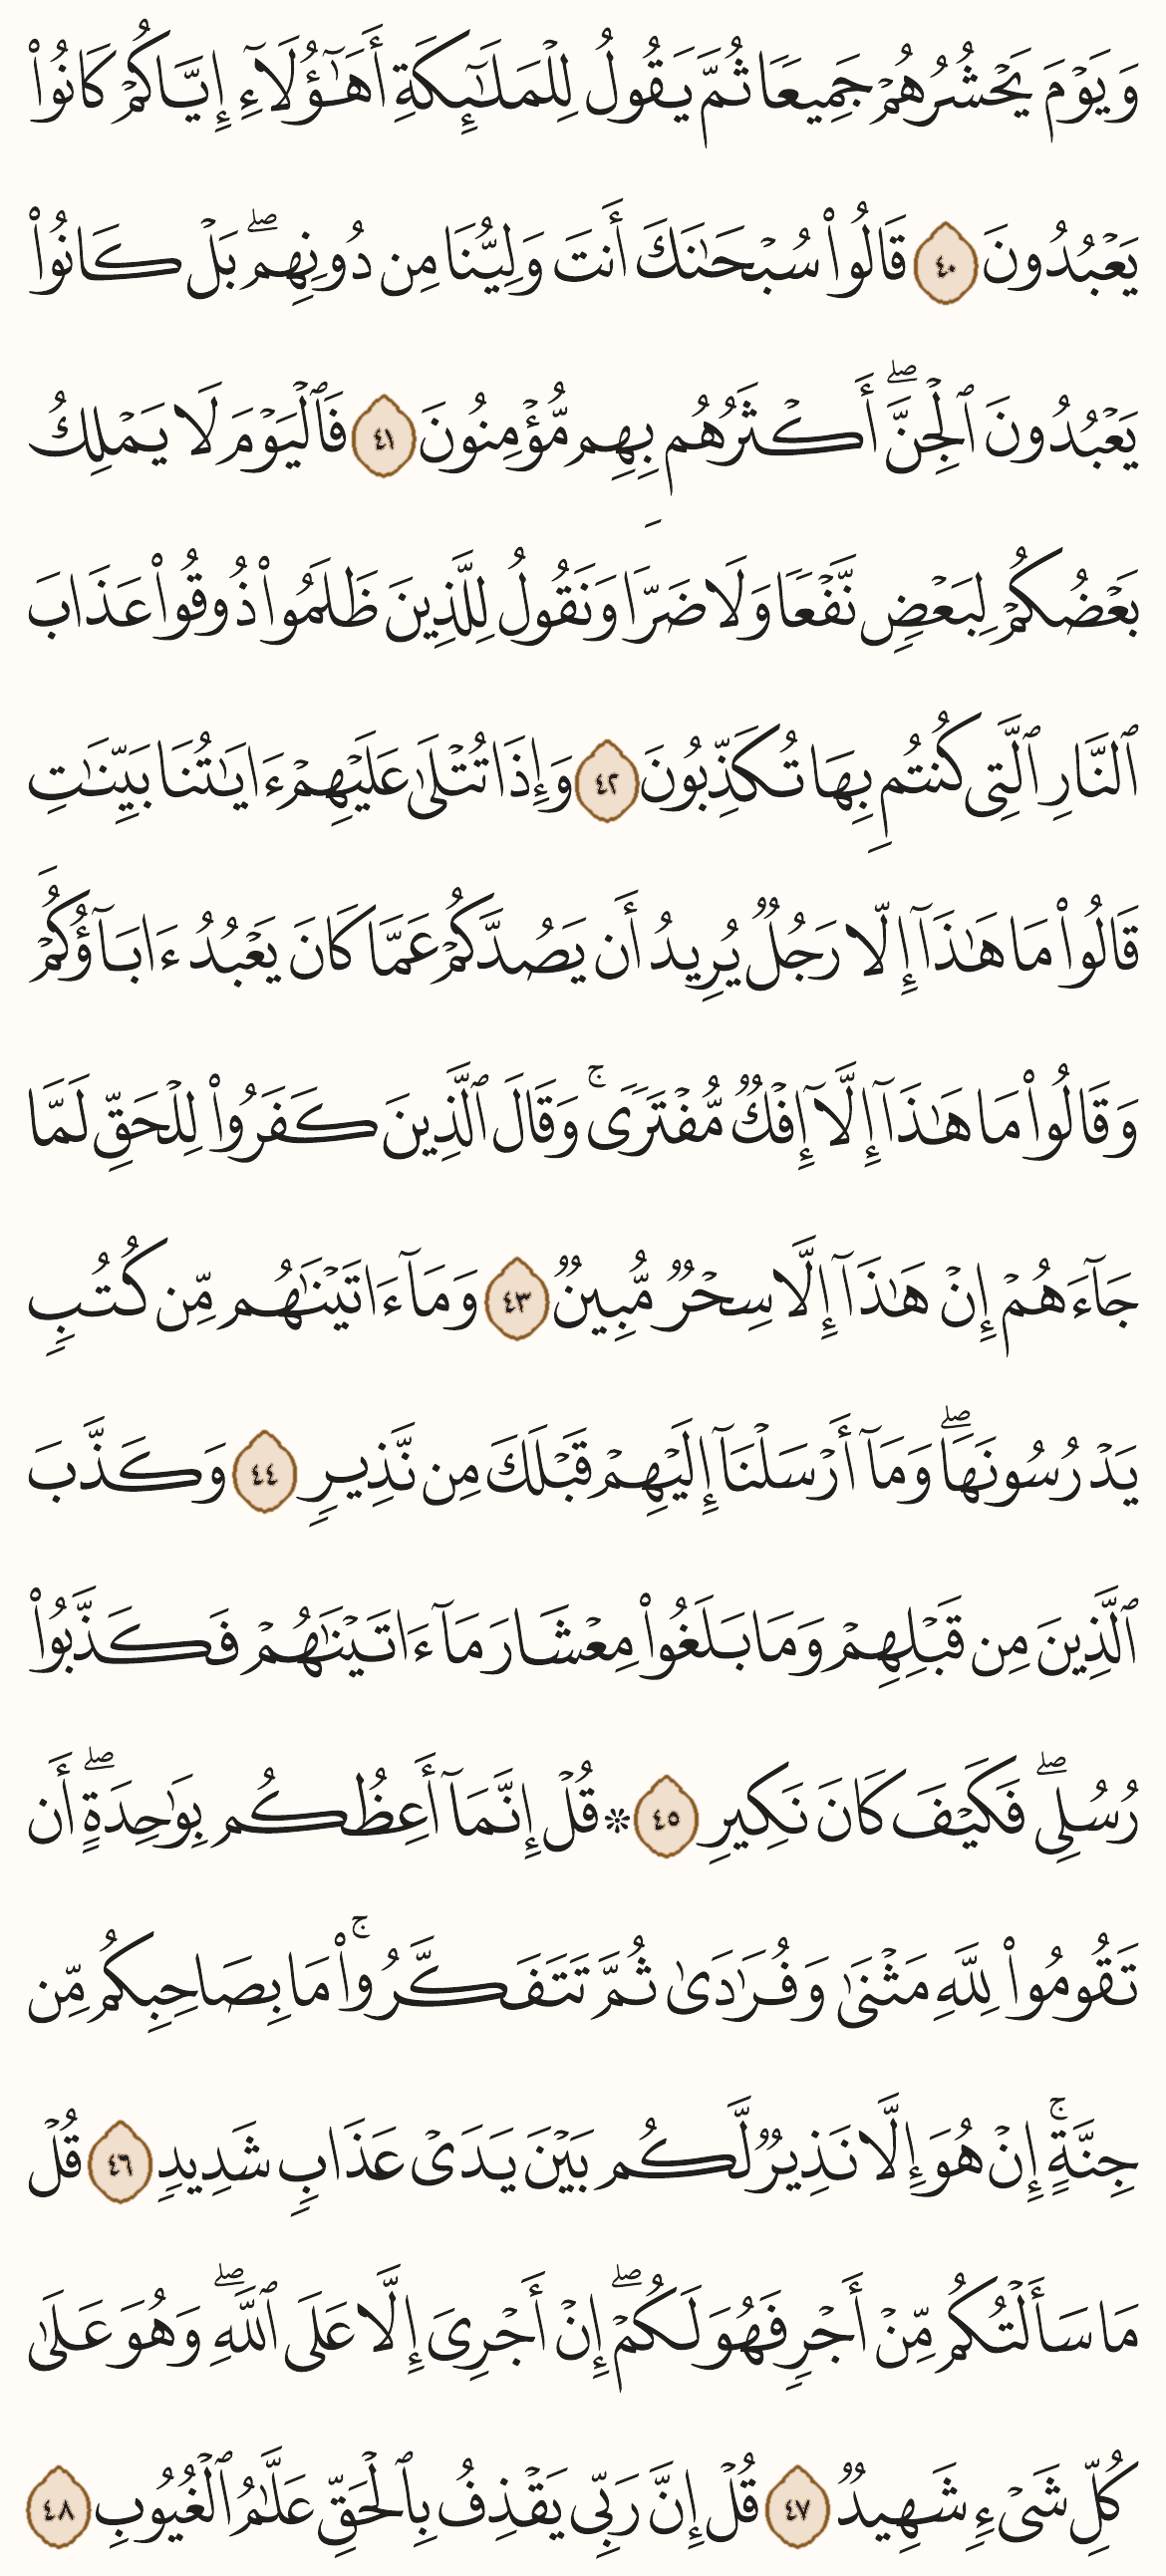 وَيَوْمَ يَحْشُرُهُمْ جَمِيعًا ثُمَّ يَقُولُ لِلْمَلَٰٓئِكَةِ أَهَٰٓؤُلَآءِ إِيَّاكُمْ كَانُوا۟
يَعْبُدُونَ ٤٠ قَالُوا۟ سُبْحَٰنَكَ أَنتَ وَلِيُّنَا مِن دُونِهِم ۖ بَلْ كَانُوا۟
يَعْبُدُونَ ٱلْجِنَّ ۖ أَكْثَرُهُم بِهِم مُّؤْمِنُونَ ٤١ فَٱلْيَوْمَ لَا يَمْلِكُ
بَعْضُكُمْ لِبَعْضٍ نَّفْعًا وَلَا ضَرًّا وَنَقُولُ لِلَّذِينَ ظَلَمُوا۟ ذُوقُوا۟ عَذَابَ
ٱلنَّارِ ٱلَّتِى كُنتُم بِهَا تُكَذِّبُونَ ٤٢ وَإِذَا تُتْلَىٰ عَلَيْهِمْ ءَايَٰتُنَا بَيِّنَٰتٍ
قَالُوا۟ مَا هَٰذَآ إِلَّا رَجُلٌ يُرِيدُ أَن يَصُدَّكُمْ عَمَّا كَانَ يَعْبُدُ ءَابَآؤُكُمْ
وَقَالُوا۟ مَا هَٰذَآ إِلَّآ إِفْكٌ مُّفْتَرًى ۚ وَقَالَ ٱلَّذِينَ كَفَرُوا۟ لِلْحَقِّ لَمَّا
جَآءَهُمْ إِنْ هَٰذَآ إِلَّا سِحْرٌ مُّبِينٌ ٤٣ وَمَآ ءَاتَيْنَٰهُم مِّن كُتُبٍ
يَدْرُسُونَهَا ۖ وَمَآ أَرْسَلْنَآ إِلَيْهِمْ قَبْلَكَ مِن نَّذِيرٍ ٤٤ وَكَذَّبَ
ٱلَّذِينَ مِن قَبْلِهِمْ وَمَا بَلَغُوا۟ مِعْشَارَ مَآ ءَاتَيْنَٰهُمْ فَكَذَّبُوا۟
رُسُلِى ۖ فَكَيْفَ كَانَ نَكِيرِ ٤٥ ۞ قُلْ إِنَّمَآ أَعِظُكُم بِوَٰحِدَةٍ ۖ أَن
تَقُومُوا۟ لِلَّهِ مَثْنَىٰ وَفُرَٰدَىٰ ثُمَّ تَتَفَكَّرُوا۟ ۚ مَا بِصَاحِبِكُم مِّن
جِنَّةٍ ۚ إِنْ هُوَ إِلَّا نَذِيرٌ لَّكُم بَيْنَ يَدَىْ عَذَابٍ شَدِيدٍ ٤٦ قُلْ
مَا سَأَلْتُكُم مِّنْ أَجْرٍ فَهُوَ لَكُمْ ۖ إِنْ أَجْرِىَ إِلَّا عَلَى ٱللَّهِ ۖ وَهُوَ عَلَىٰ
كُلِّ شَىْءٍ شَهِيدٌ ٤٧ قُلْ إِنَّ رَبِّى يَقْذِفُ بِٱلْحَقِّ عَلَّٰمُ ٱلْغُيُوبِ ٤٨